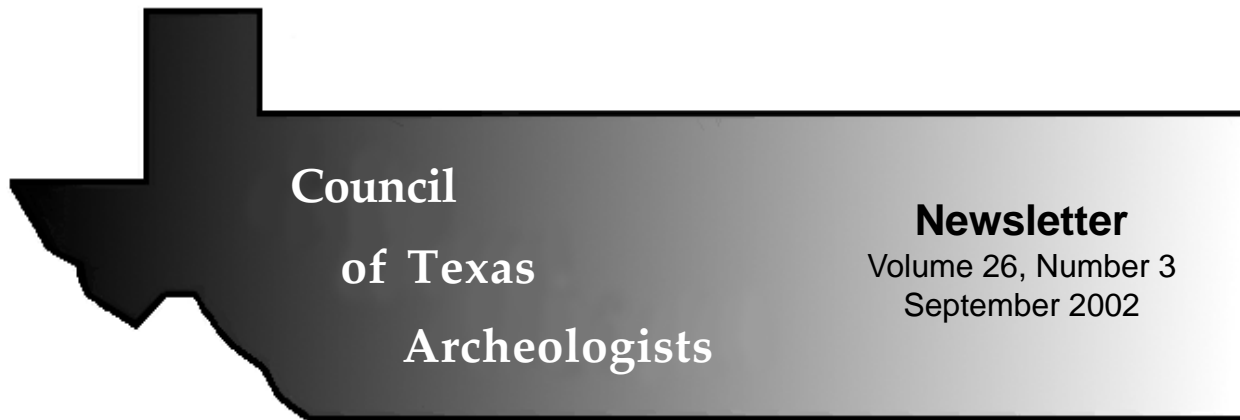 Council
of Texas
Archeologists
Newsletter
Volume 26, Number 3
September 2002